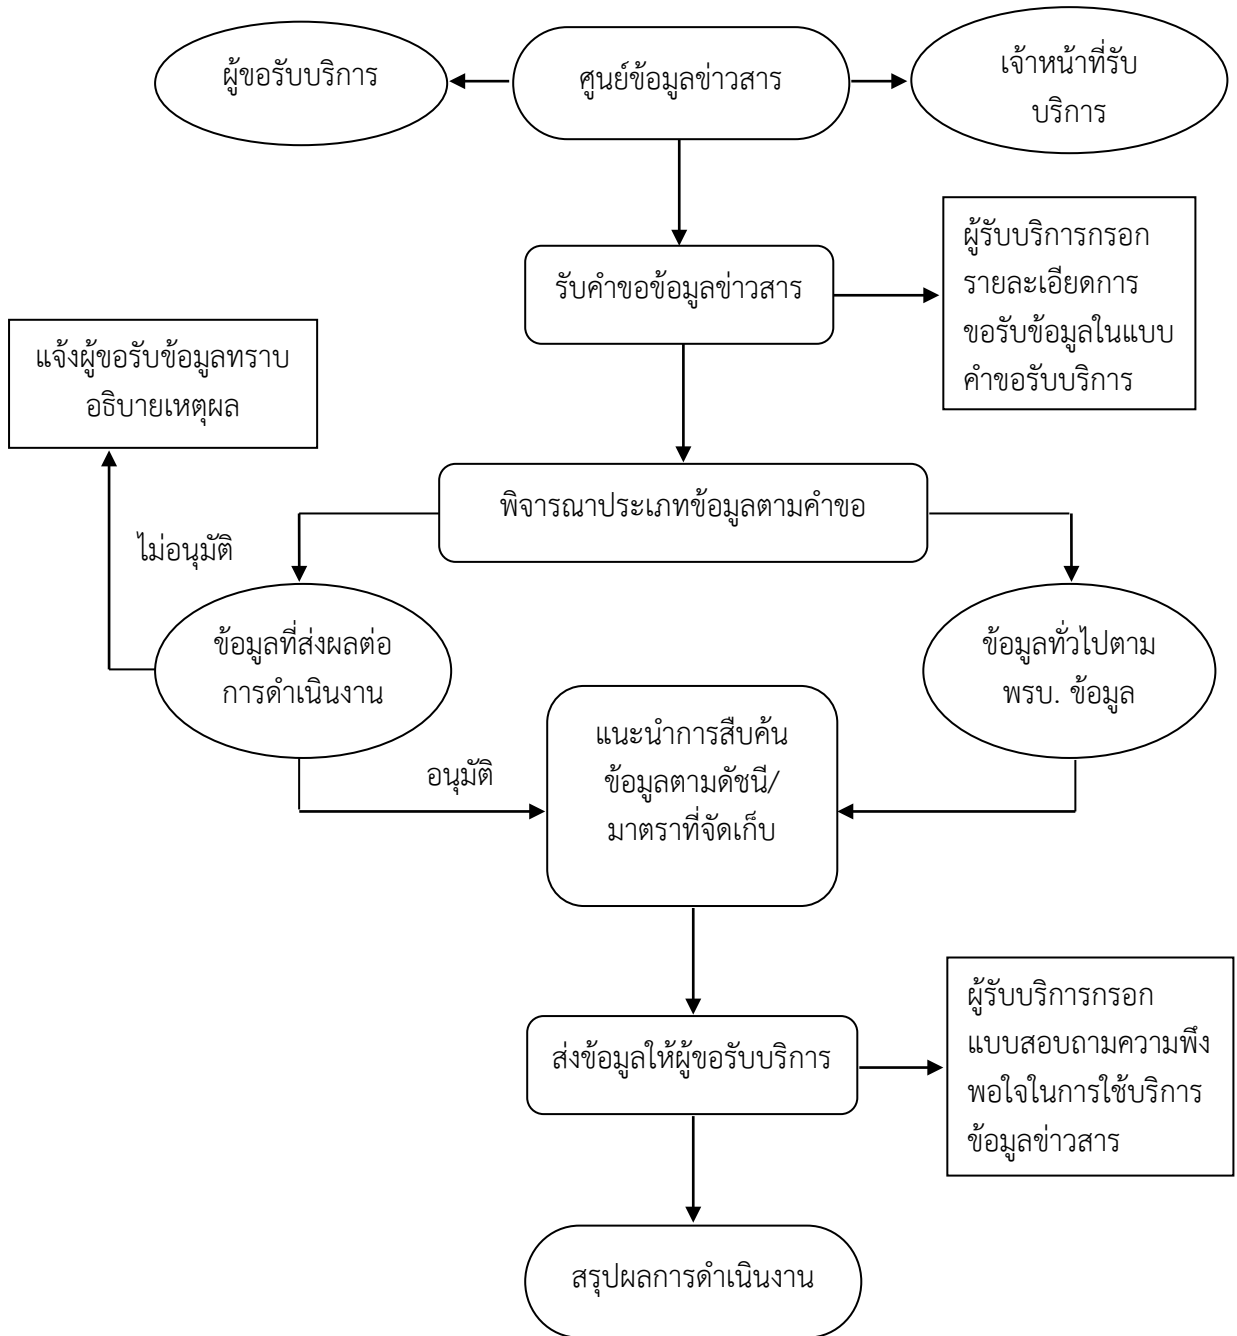 ผู้ขอรับบริการ
ศูนย์ข้อมูลข่าวสาร
เจ้าหน้าที่รับ
บริการ
รับคำขอข้อมูลข่าวสาร
ผู้รับบริการกรอก
รายละเอียดการ
ขอรับข้อมูลในแบบ
คำขอรับบริการ
แจ้งผู้ขอรับข้อมูลทราบ
อธิบายเหตุผล
พิจารณาประเภทข้อมูลตามคำขอ
ไม่อนุมัติ
ข้อมูลที่ส่งผลต่อ
การดำเนินงาน
ข้อมูลทั่วไปตาม
พรบ. ข้อมูล
อนุมัติ
แนะนำการสืบค้น
ข้อมูลตามดัชนี/
มาตราที่จัดเก็บ
ส่งข้อมูลให้ผู้ขอรับบริการ
ผู้รับบริการกรอก
แบบสอบถามความพึง
พอใจในการใช้บริการ
ข้อมูลข่าวสาร
สรุปผลการดำเนินงาน